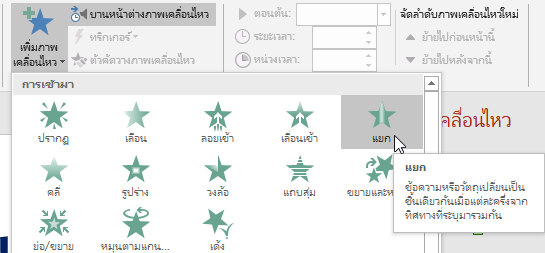 เพิ่มภาพ
เคลื่อนไหว
บานหน้าต่างภาพเคลื่อนไหว
ทริกเกอร์
ตัวคัดวางภาพเคลื่อนไหว
ตอนต้น:
ระยะเวลา:
หน่วงเวลา:
จัดลำดับภาพเคลื่อนไหวใหม่
ย้ายไปก่อนหน้านี้
ย้ายไปหลังจากนี้
การเข้ามา
ปรากฏ
เลือน
ลอยเข้า
เลื่อนเข้า
แยก
คลี่
รูปร่าง
วงล้อ
แถบสุ่ม
ขยายและห
ย่อ/ขยาย
หมุนตามแกน...
เด้ง
คลื่อนไหว
แยก
ข้อความหรือวัตถุเปลี่ยนเป็น
ชิ้นเดียวกันเมื่อแต่ละครึ่งจาก
ทิศทางที่ระบุมารวมกัน